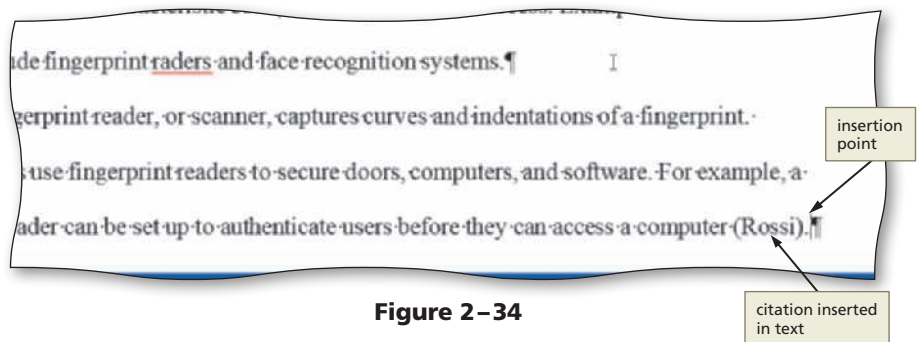 ude·fingerprint·raders·and·face·recognition·systems.¶
gerprint·reader,·or·scanner,·captures·curves·and·indentations·of·a·fingerprint.·
use·fingerprint·readers·to·secure·doors,·computers,·and·software.·For·example,·a·
ader·can·be·set·up·to·authenticate·users·before·they·can·access·a·computer·(Rossi).¶
insertion
point
citation inserted
in text
Figure 2–34